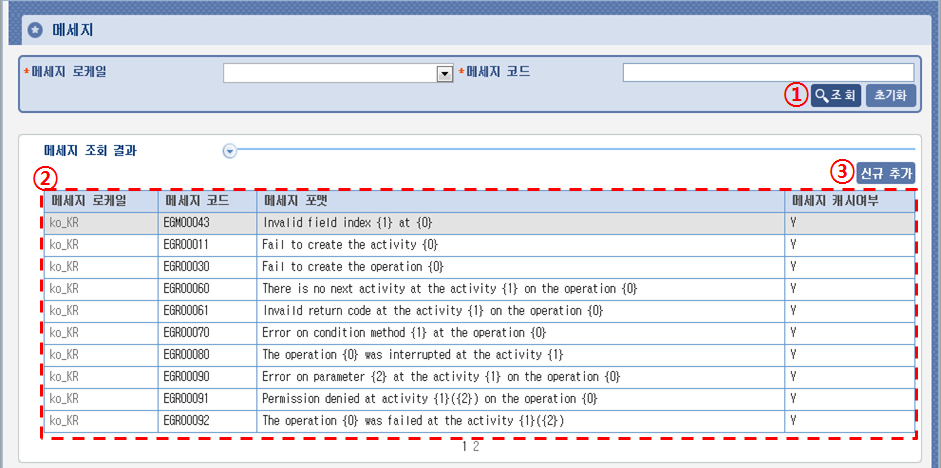 메세지
*메세지 로케일 *메세지 코드
① 조 회 초기화
메세지 조회 결과
② ③ 신규 추가
메세지 로케일 메세지 코드 메세지 포맷 메세지 캐시여부
ko_KR EGM00043 Invalid field index {1} at {0} Y
ko_KR EGR00011 Fail to create the activity {0} Y
ko_KR EGR00030 Fail to create the operation {0} Y
ko_KR EGR00060 There is no next activity at the activity {1} on the operation {0} Y
ko_KR EGR00061 Invaild return code at the activity {1} on the operation {0} Y
ko_KR EGR00070 Error on condition method {1} at the operation {0} Y
ko_KR EGR00080 The operation {0} was interrupted at the activity {1} Y
ko_KR EGR00090 Error on parameter {2} at the activity {1} on the operation {0} Y
ko_KR EGR00091 Permission denied at activity {1}({2}) on the operation {0} Y
ko_KR EGR00092 The operation {0} was failed at the activity {1}({2}) Y
1 2